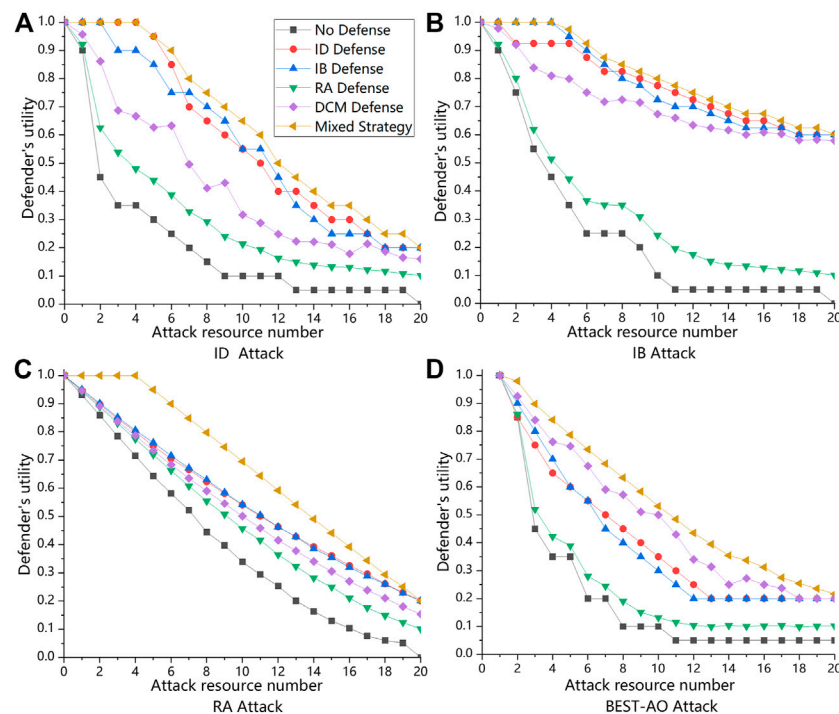 A
1.0
0.9
0.8
0.7
0.6
0.5
0.4
0.3
0.2
0.1
0.0
Defender's utility
No Defense
ID Defense
IB Defense
RA Defense
DCM Defense
Mixed Strategy
0 2 4 6 8 10 12 14 16 18 20
Attack resource number
ID Attack
B
1.0
0.9
0.8
0.7
0.6
0.5
0.4
0.3
0.2
0.1
0.0
Defender's utility
0 2 4 6 8 10 12 14 16 18 20
Attack resource number
IB Attack
C
1.0
0.9
0.8
0.7
0.6
0.5
0.4
0.3
0.2
0.1
0.0
Defender's utility
0 2 4 6 8 10 12 14 16 18 20
Attack resource number
RA Attack
D
1.0
0.9
0.8
0.7
0.6
0.5
0.4
0.3
0.2
0.1
0.0
Defender's utility
0 2 4 6 8 10 12 14 16 18 20
Attack resource number
BEST-AO Attack